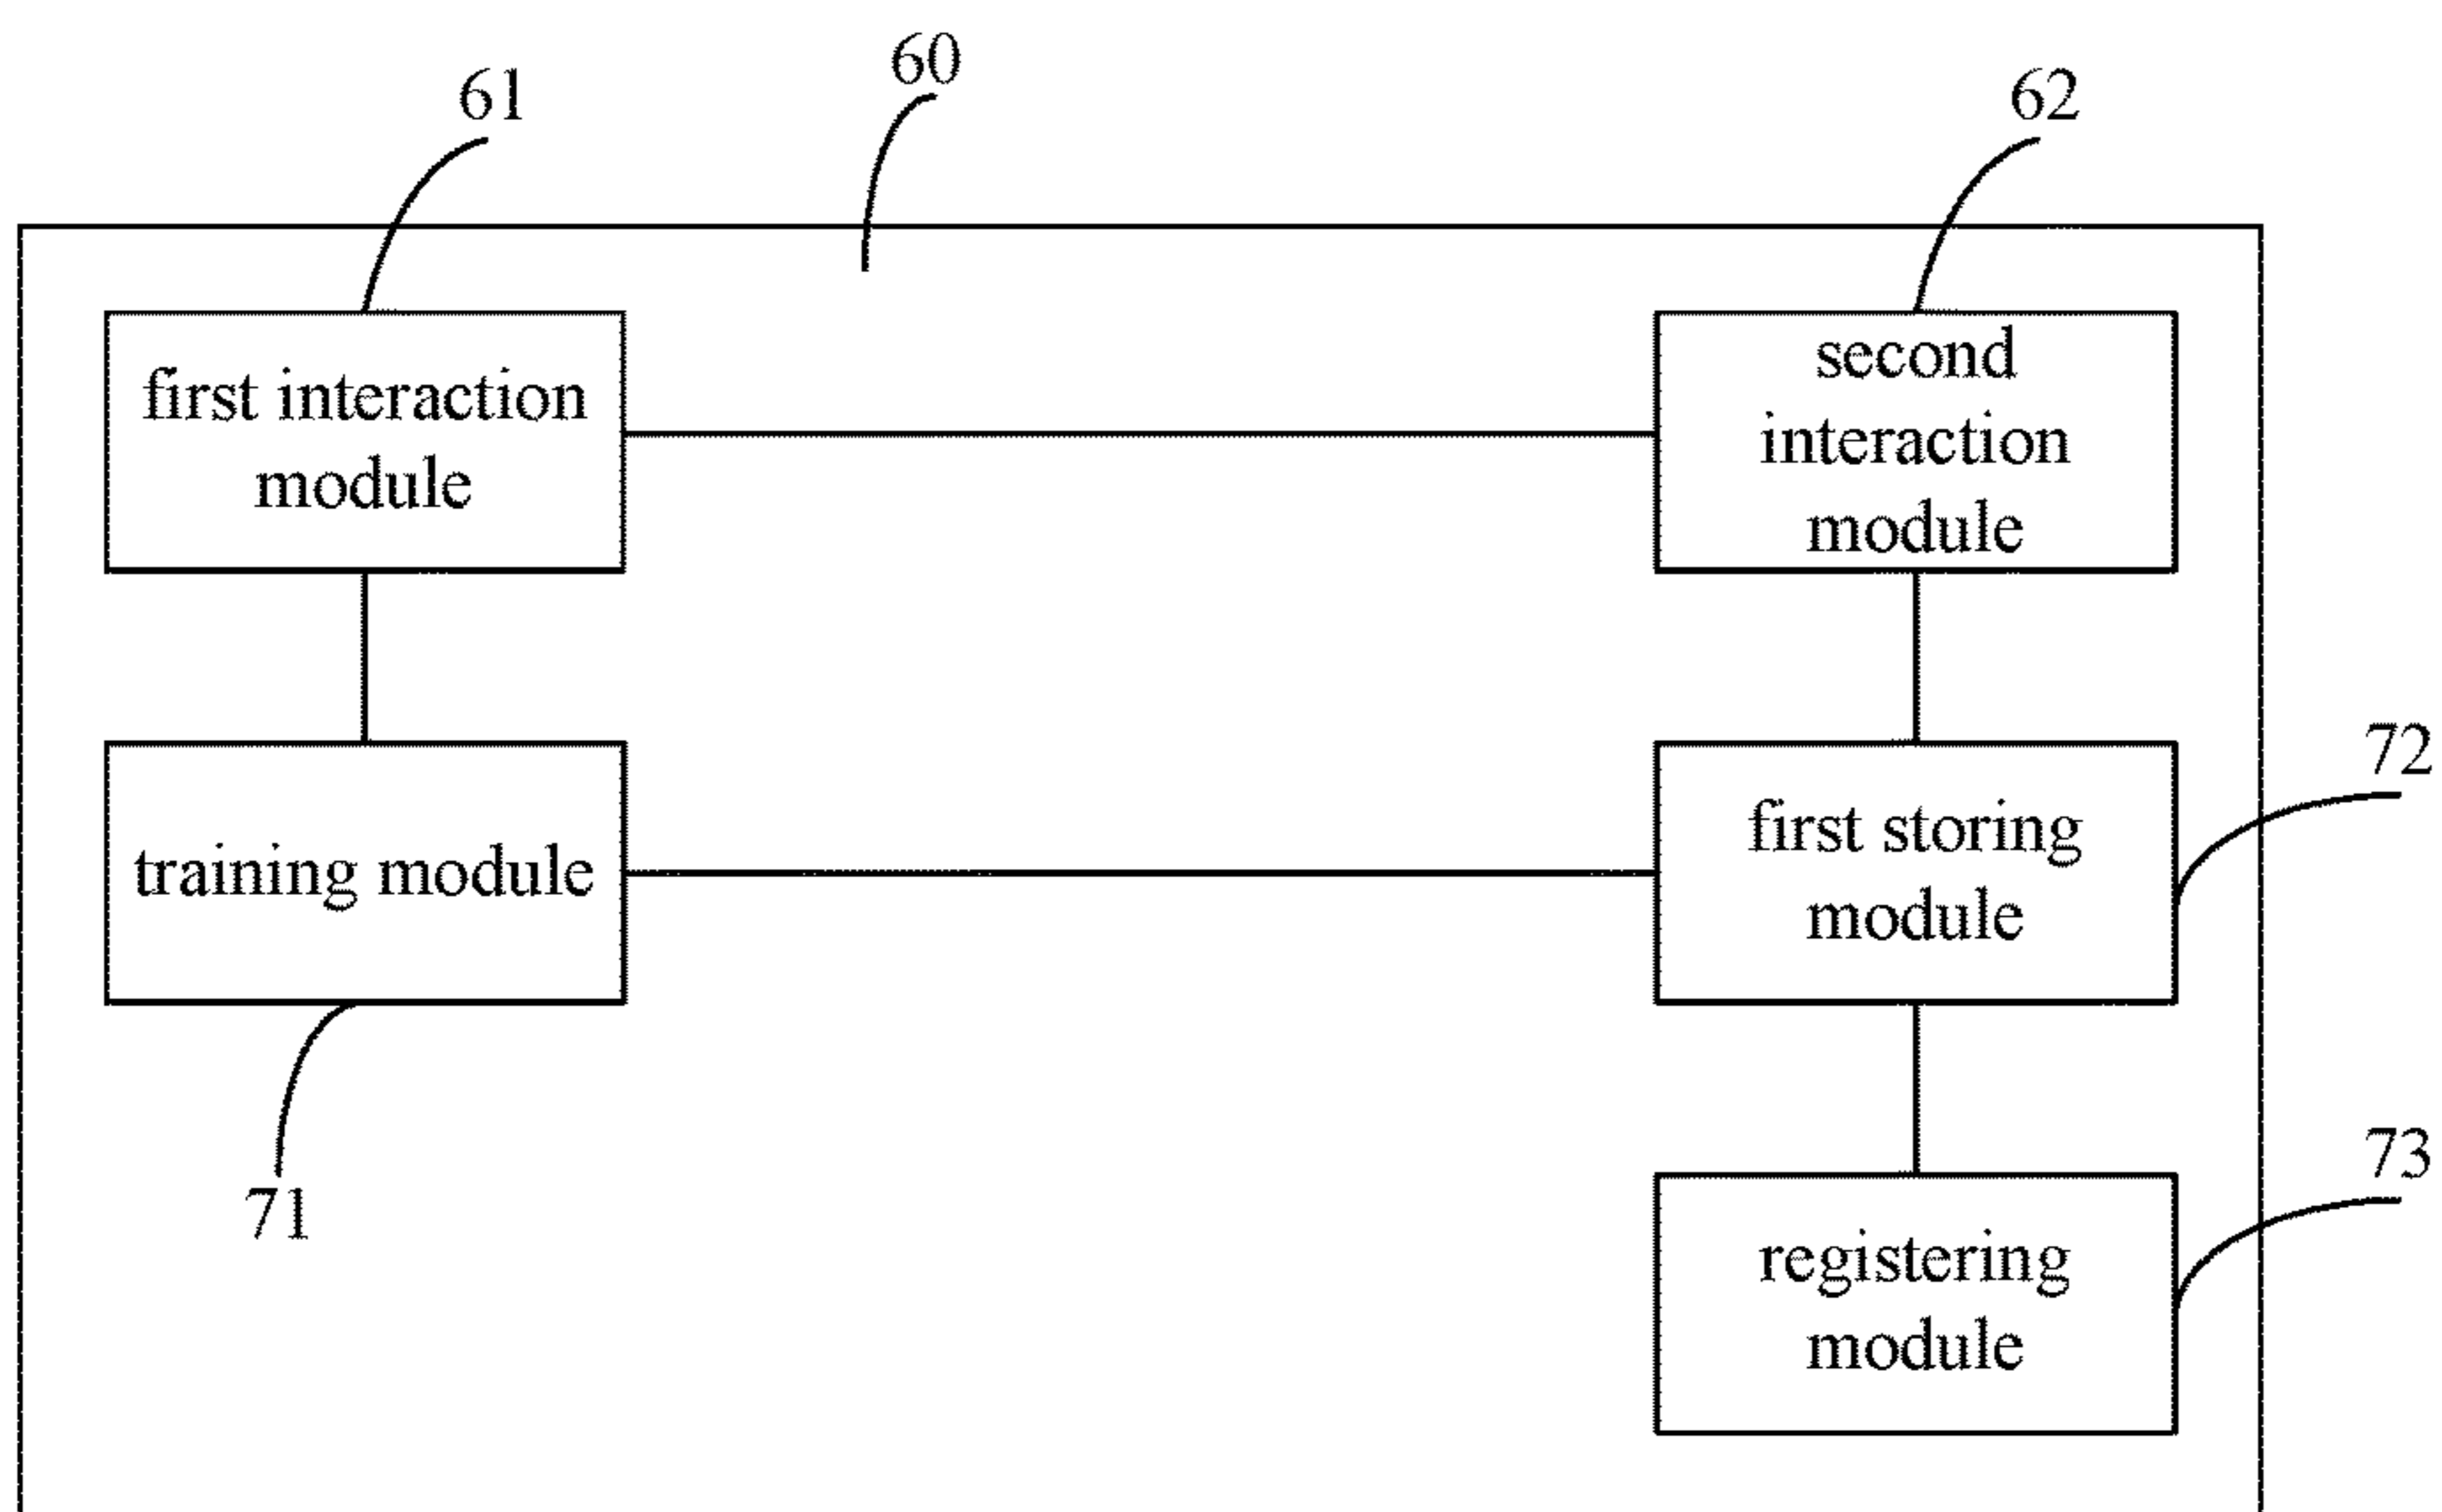 60
61
62
first interaction
module
second
interaction
module
72
training module
first storing
module
73
71
registering
module